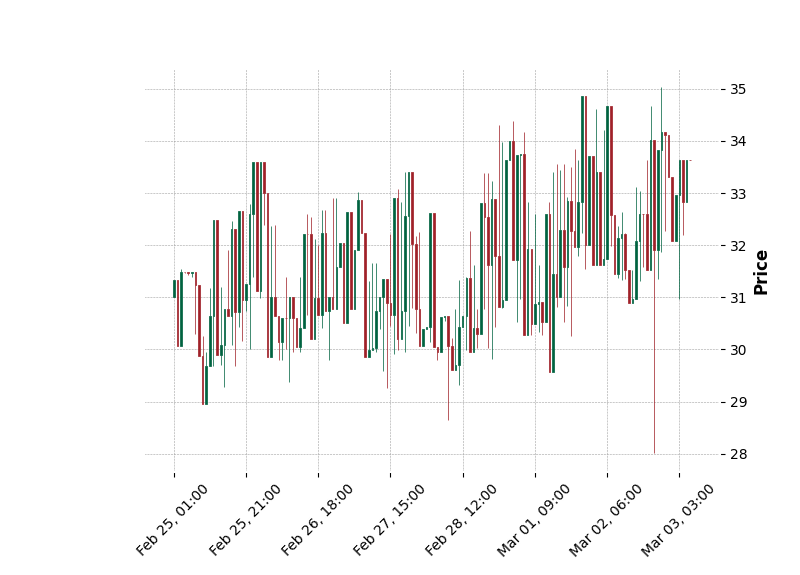 35
34
33
32
31
30
29
28
Price
Feb 25, 01:00
Feb 25, 21:00
Feb 26, 18:00
Feb 27, 15:00
Feb 28, 12:00
Mar 01, 09:00
Mar 02, 06:00
Mar 03, 03:00